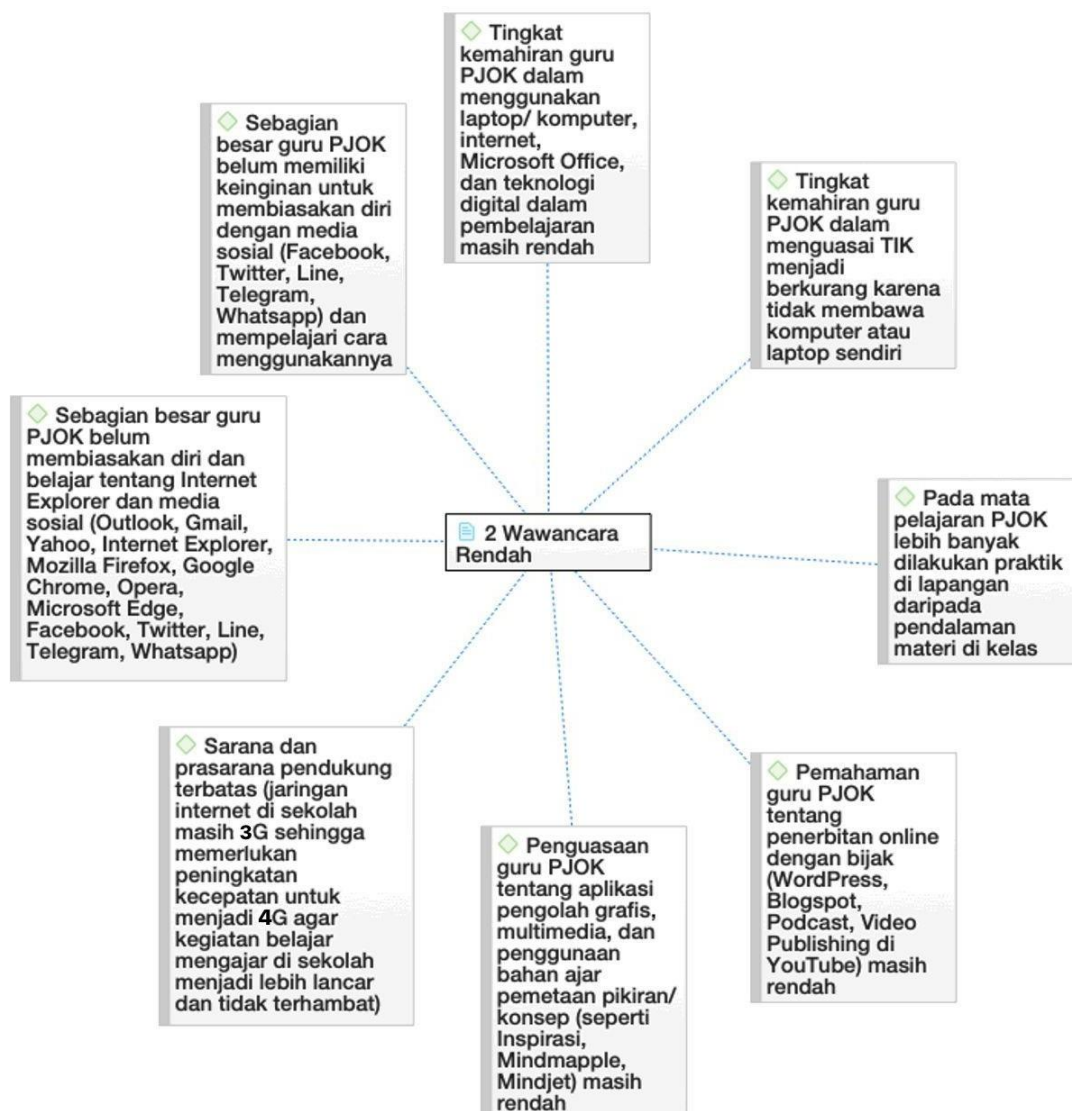 Tingkat
kemahiran guru
PJOK dalam
menggunakan
laptop/ komputer,
internet,
Microsoft Office,
dan teknologi
digital dalam
pembelajaran
masih rendah
Sebagian
besar guru PJOK
belum memiliki
keinginan untuk
membiasakan diri
dengan media
sosial (Facebook,
Twitter, Line,
Telegram,
Whatsapp) dan
mempelajari cara
menggunakannya
Tingkat
kemahiran guru
PJOK dalam
menguasai TIK
menjadi
berkurang karena
tidak membawa
komputer atau
laptop sendiri
Sebagian besar guru
PJOK belum
membiasakan diri dan
belajar tentang Internet
Explorer dan media
sosial (Outlook, Gmail,
Yahoo, Internet Explorer,
Mozilla Firefox, Google
Chrome, Opera,
Microsoft Edge,
Facebook, Twitter, Line,
Telegram, Whatsapp)
2 Wawancara
Rendah
Pada mata
pelajaran PJOK
lebih banyak
dilakukan praktik
di lapangan
daripada
pendalaman
materi di kelas
Sarana dan
prasarana pendukung
terbatas (jaringan
internet di sekolah
masih 3G sehingga
memerlukan
peningkatan
kecepatan untuk
menjadi 4G agar
kegiatan belajar
mengajar di sekolah
menjadi lebih lancar
dan tidak terhambat)
Penguasaan
guru PJOK
tentang aplikasi
pengolah grafis,
multimedia, dan
penggunaan
bahan ajar
pemetaan pikiran/
konsep (seperti
Inspirasi,
Mindmapple,
Mindjet) masih
rendah
Pemahaman
guru PJOK
tentang
penerbitan online
dengan bijak
(WordPress,
Blogspot,
Podcast, Video
Publishing di
YouTube) masih
rendah